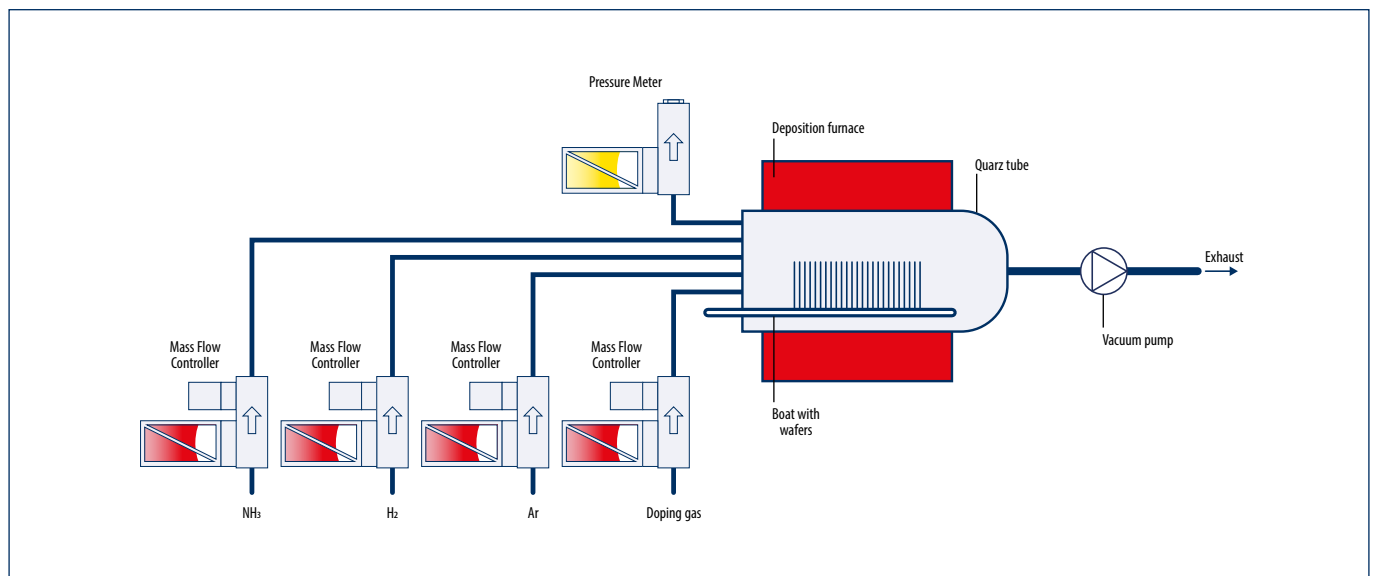 Pressure Meter
Deposition furnace
Quarz tube
Exhaust
Vacuum pump
Mass Flow
Controller
Mass Flow
Controller
Mass Flow
Controller
Mass Flow
Controller
Boat with
wafers
NH₃
H₂
Ar
Doping gas